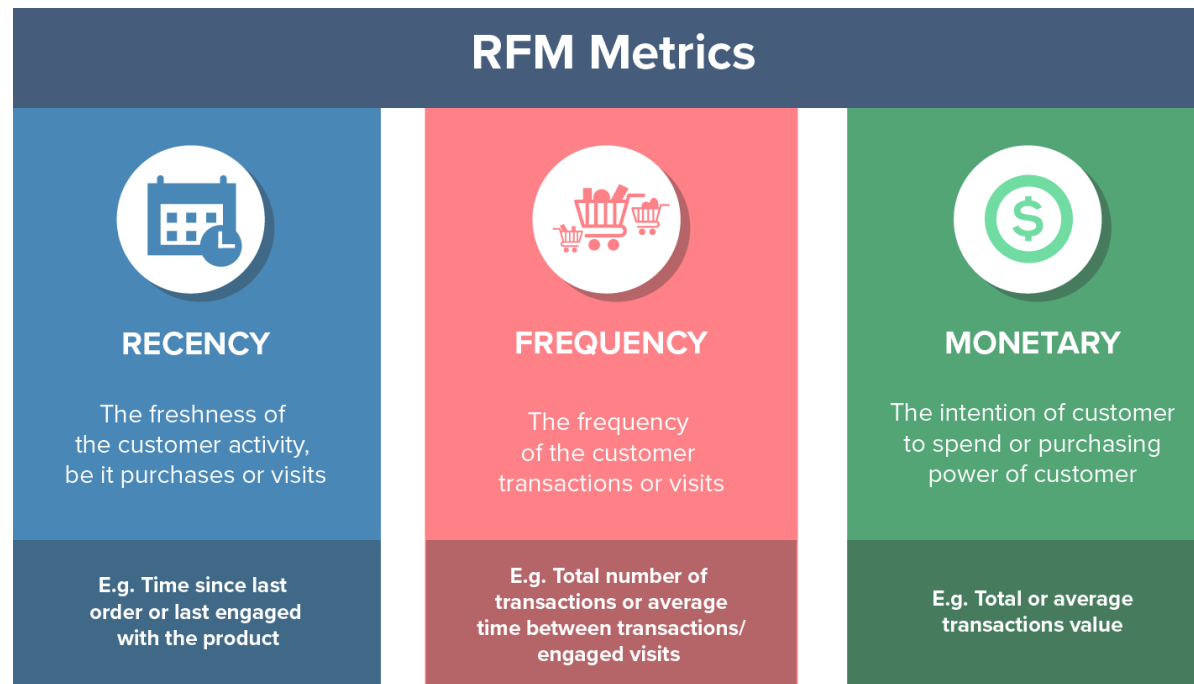 RFM Metrics
RECENCY
The freshness of
the customer activity,
be it purchases or visits
E.g. Time since last
order or last engaged
with the product
FREQUENCY
The frequency
of the customer
transactions or visits
E.g. Total number of
transactions or average
time between transactions/
engaged visits
MONETARY
The intention of customer
to spend or purchasing
power of customer
E.g. Total or average
transactions value